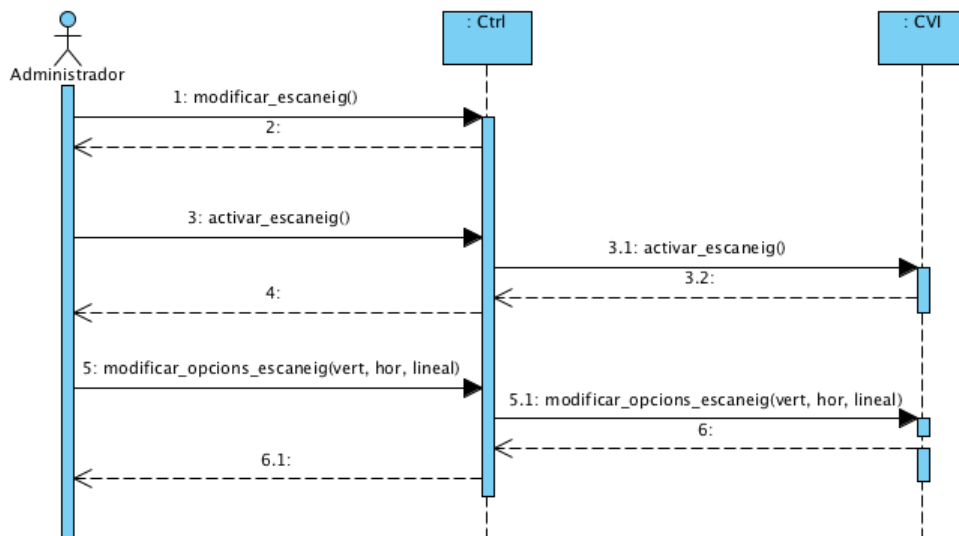 : Ctrl
: CVI
Administrador
1: modificar_escaneig()
2:
3: activar_escaneig()
3.1: activar_escaneig()
3.2:
4:
5: modificar_opcions_escaneig(vert, hor, lineal)
5.1: modificar_opcions_escaneig(vert, hor, lineal)
6:
6.1: